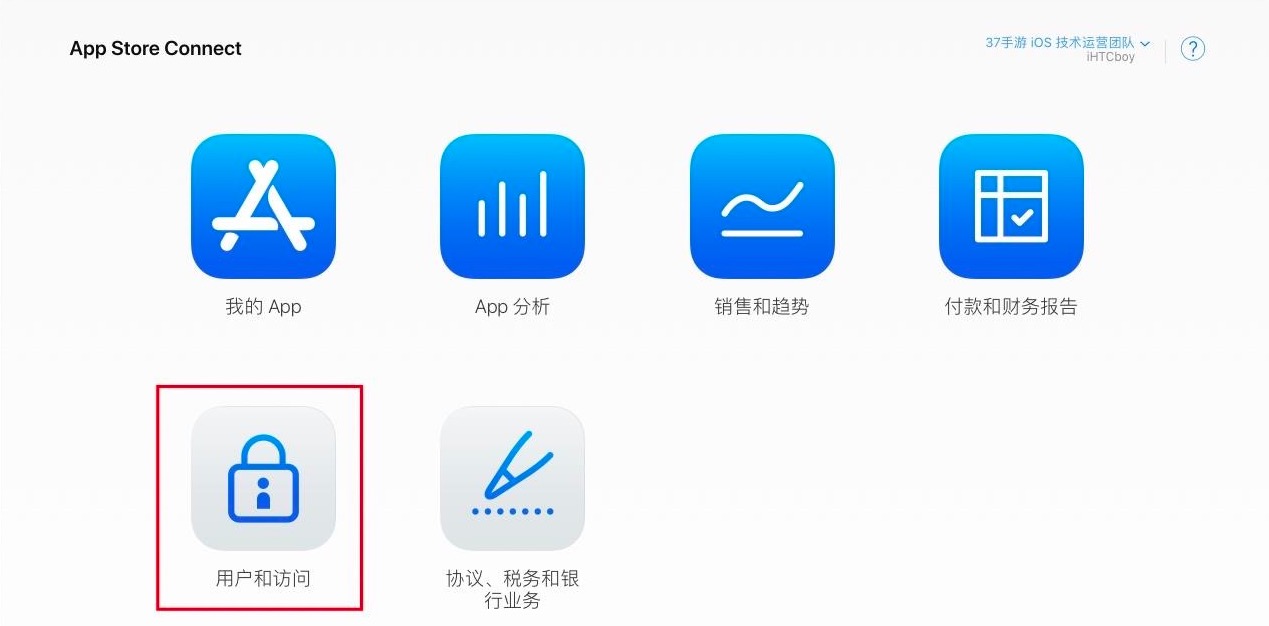 App Store Connect
37手游 iOS 技术运营团队
iHTCboy
?
我的 App
App 分析
销售和趋势
付款和财务报告
用户和访问
协议、税务和银
行业务